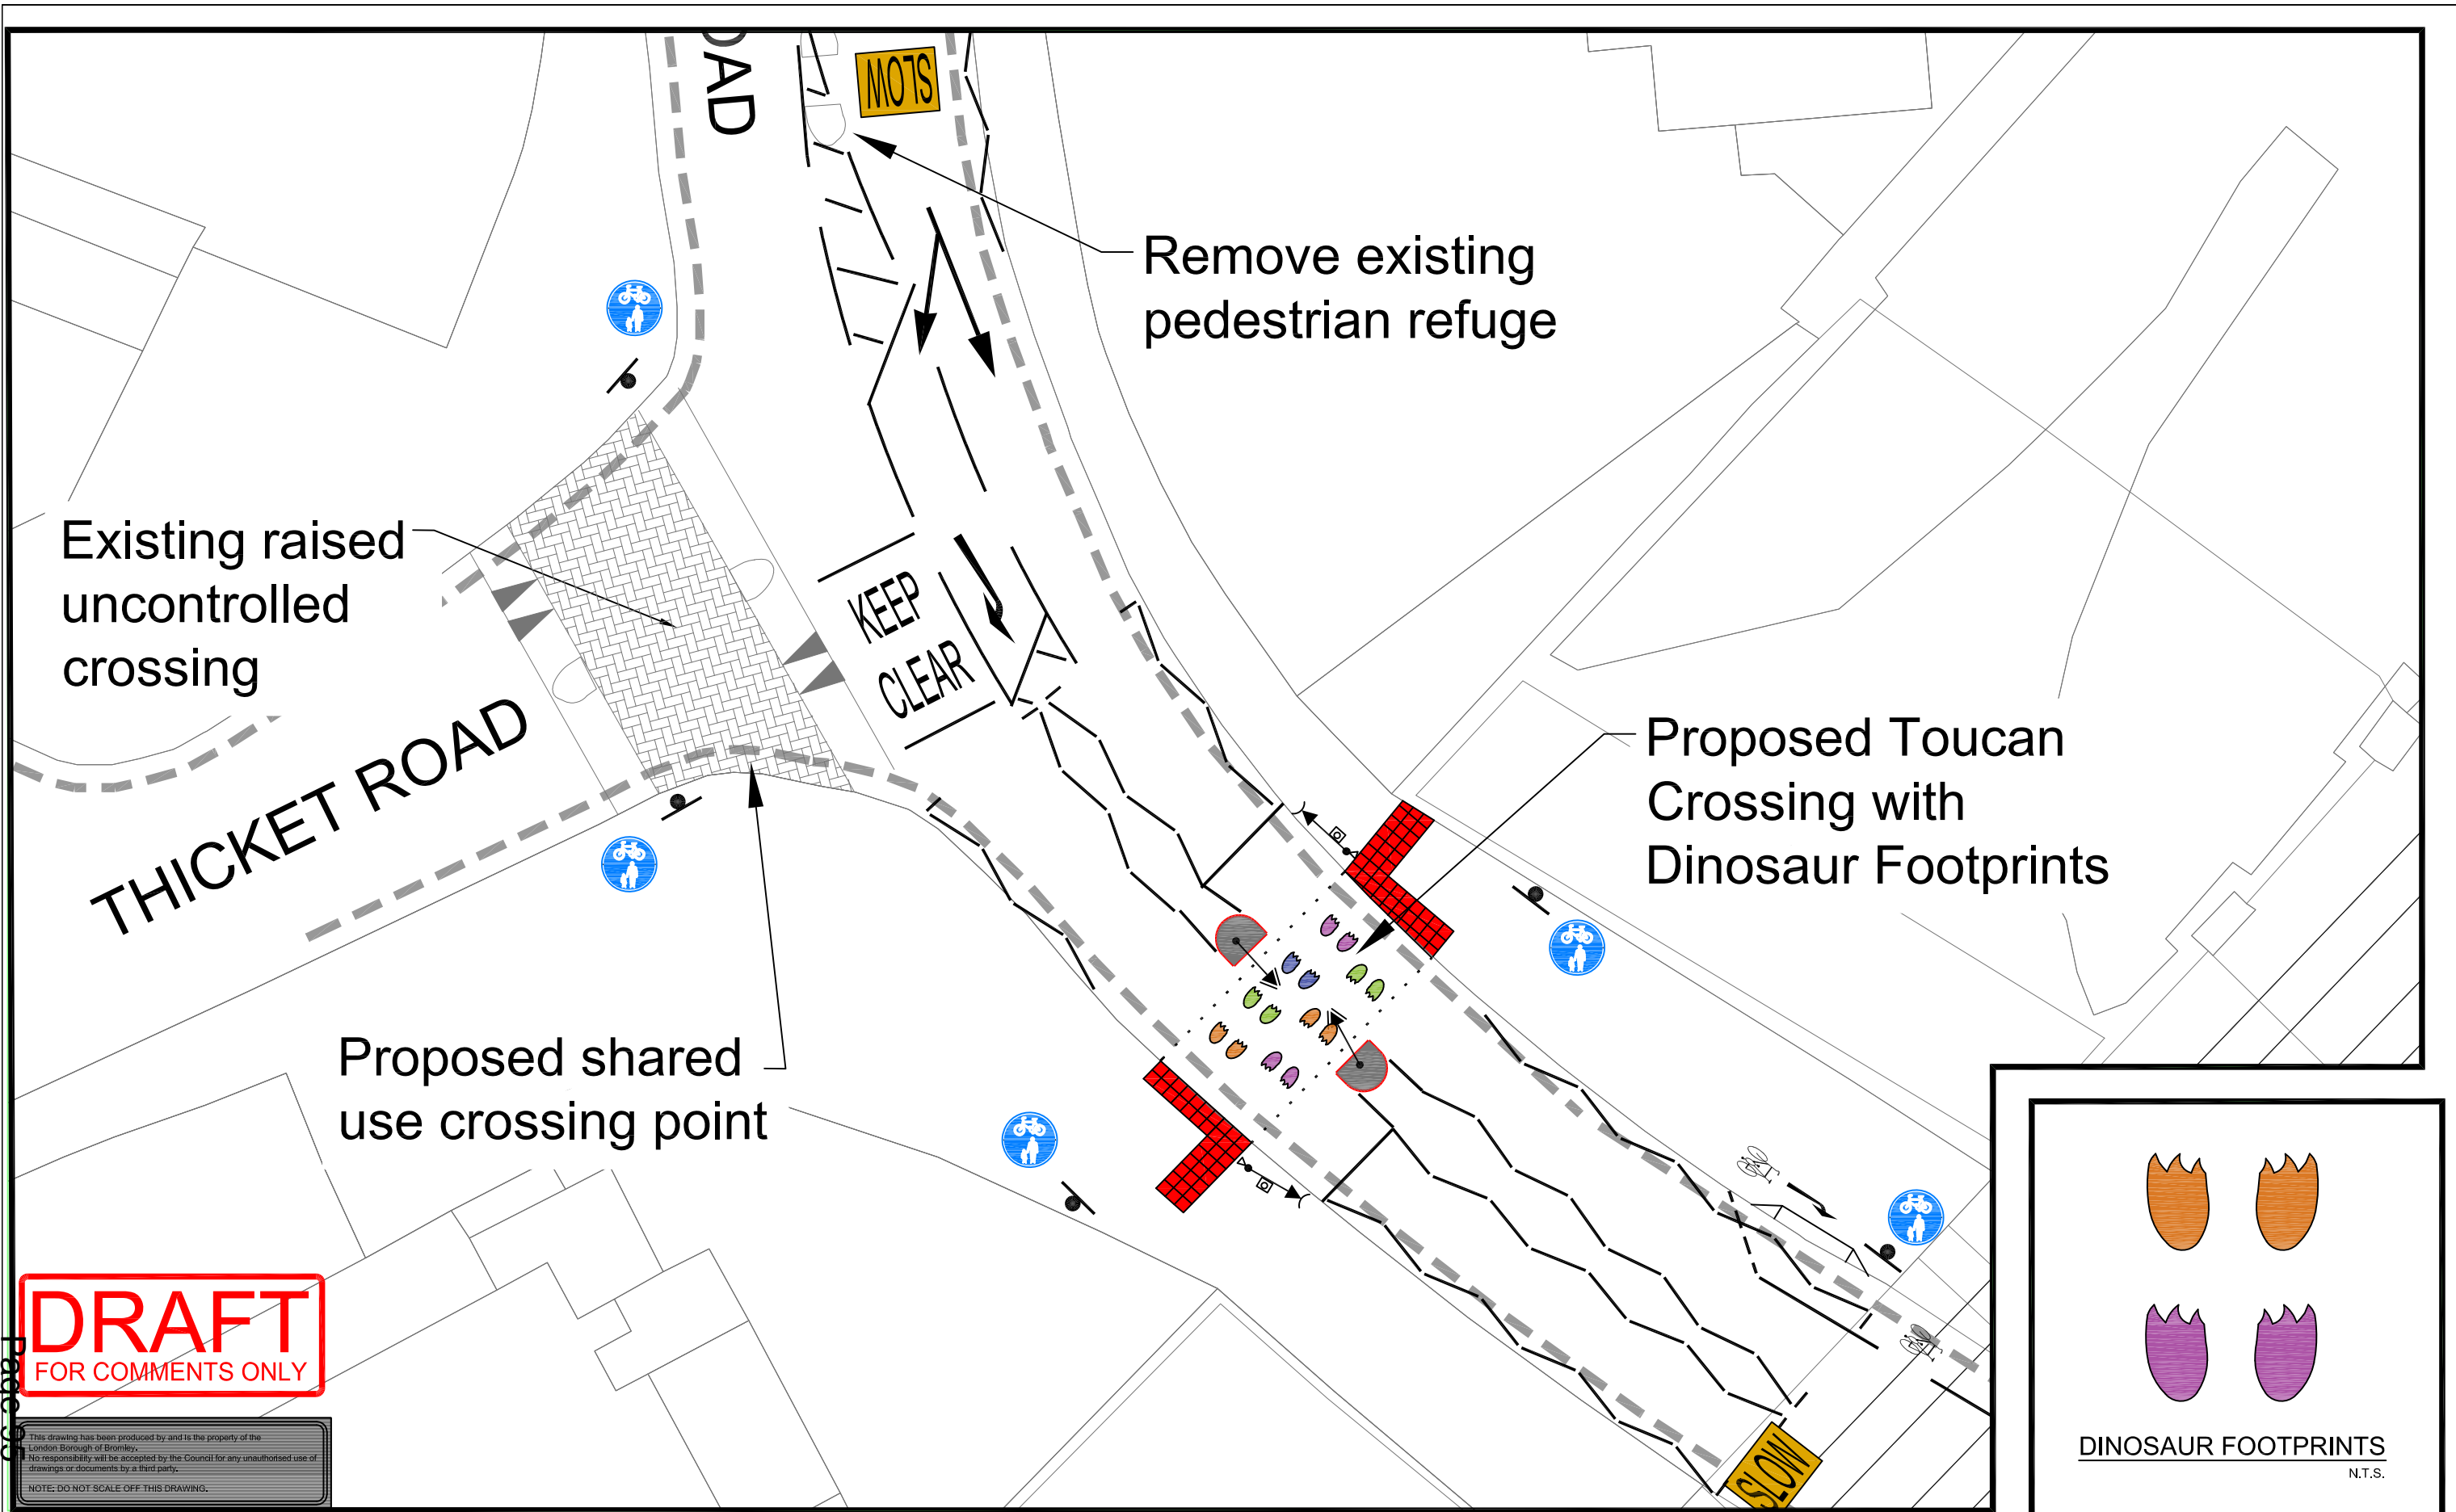 OAD
SLOW
Remove existing
pedestrian refuge
Existing raised
uncontrolled
crossing
KEEP
CLEAR
THICKET ROAD
Proposed Toucan
Crossing with
Dinosaur Footprints
Proposed shared
use crossing point
DRAFT
FOR COMMENTS ONLY
Page 95
This drawing has been produced by and is the property of the
London Borough of Bromley.
No responsibility will be accepted by the Council for any unauthorised use of
drawings or documents by a third party.
NOTE: DO NOT SCALE OFF THIS DRAWING.
SLOW
DINOSAUR FOOTPRINTS
N.T.S.